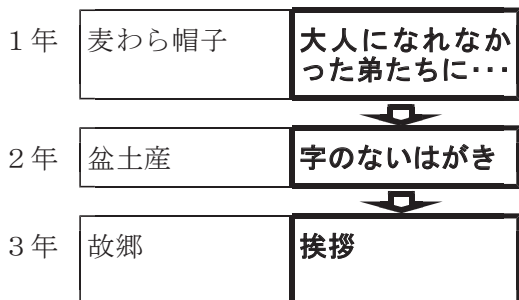 1年
麦わら帽子
大人になれなか
った弟たちに･･･
2年
盆土産
字のないはがき
3年
故郷
挨拶